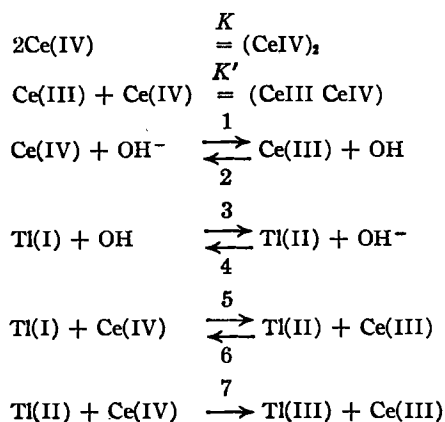 K
2Ce(IV) = (CeIV)₂
K′
Ce(III) + Ce(IV) = (CeIII CeIV)
1
Ce(IV) + OH⁻ ⇄ Ce(III) + OH
2
3
Tl(I) + OH ⇄ Tl(II) + OH⁻
4
5
Tl(I) + Ce(IV) ⇄ Tl(II) + Ce(III)
6
7
Tl(II) + Ce(IV) → Tl(III) + Ce(III)